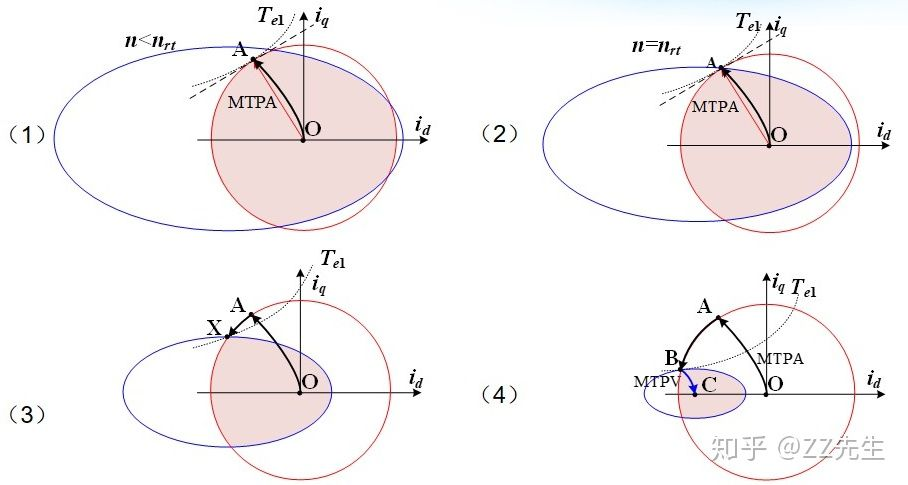 (1)
n<nrt
Te1
iq
A
MTPA
O
id
(2)
n=nrt
Te1
iq
A
MTPA
O
id
(3)
Te1
iq
A
X
O
id
(4)
iq
Te1
A
B
MTPA
MTPV
C
O
id
知乎 @ZZ先生